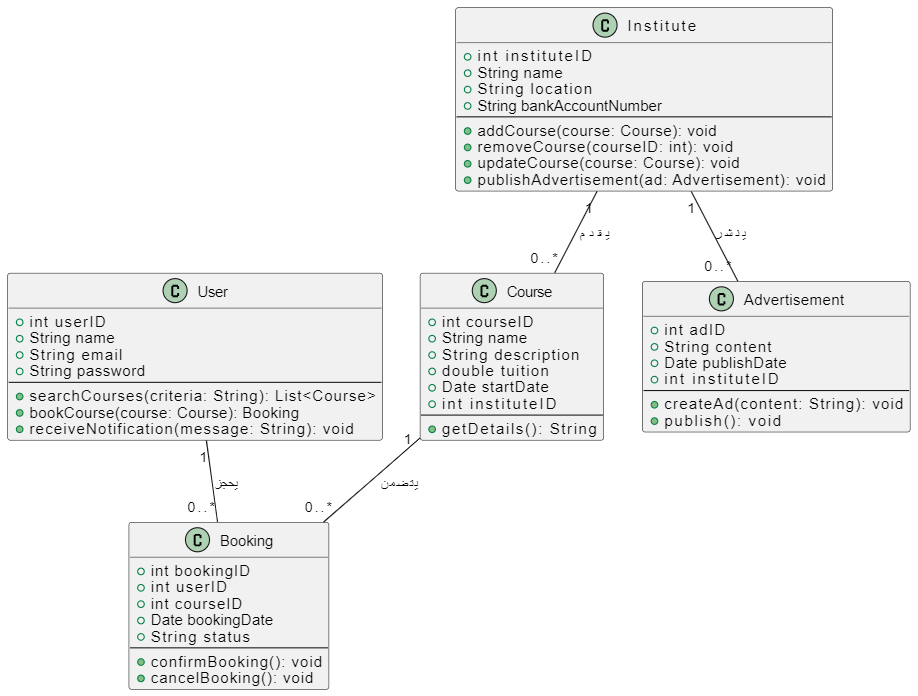 C Institute
int instituteID
String name
String location
String bankAccountNumber
addCourse(course: Course): void
removeCourse(courseID: int): void
updateCourse(course: Course): void
publishAdvertisement(ad: Advertisement): void
1
1
يقدم
ينشر
0..*
0..*
C User
int userID
String name
String email
String password
searchCourses(criteria: String): List<Course>
bookCourse(course: Course): Booking
receiveNotification(message: String): void
C Course
int courseID
String name
String description
double tuition
Date startDate
int instituteID
getDetails(): String
C Advertisement
int adID
String content
Date publishDate
int instituteID
createAd(content: String): void
publish(): void
1
1
يحجز
يتضمن
0..*
0..*
C Booking
int bookingID
int userID
int courseID
Date bookingDate
String status
confirmBooking(): void
cancelBooking(): void